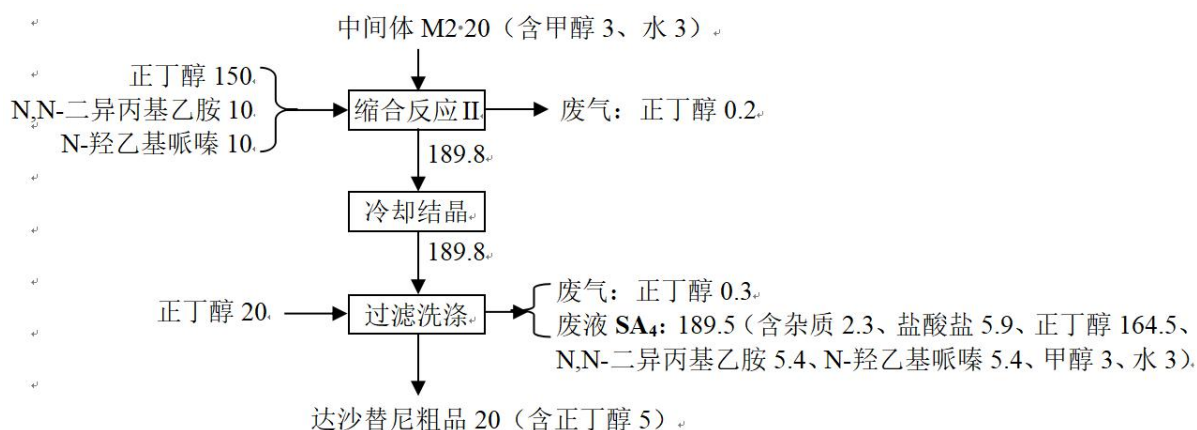 中间体 M2 20（含甲醇 3、水 3）
正丁醇 150
N,N-二异丙基乙胺 10
N-羟乙基哌嗪 10
缩合反应Ⅱ
废气：正丁醇 0.2
189.8
冷却结晶
189.8
正丁醇 20
过滤洗涤
废气：正丁醇 0.3
废液 SA₄：189.5（含杂质 2.3、盐酸盐 5.9、正丁醇 164.5、
N,N-二异丙基乙胺 5.4、N-羟乙基哌嗪 5.4、甲醇 3、水 3）
达沙替尼粗品 20（含正丁醇 5）